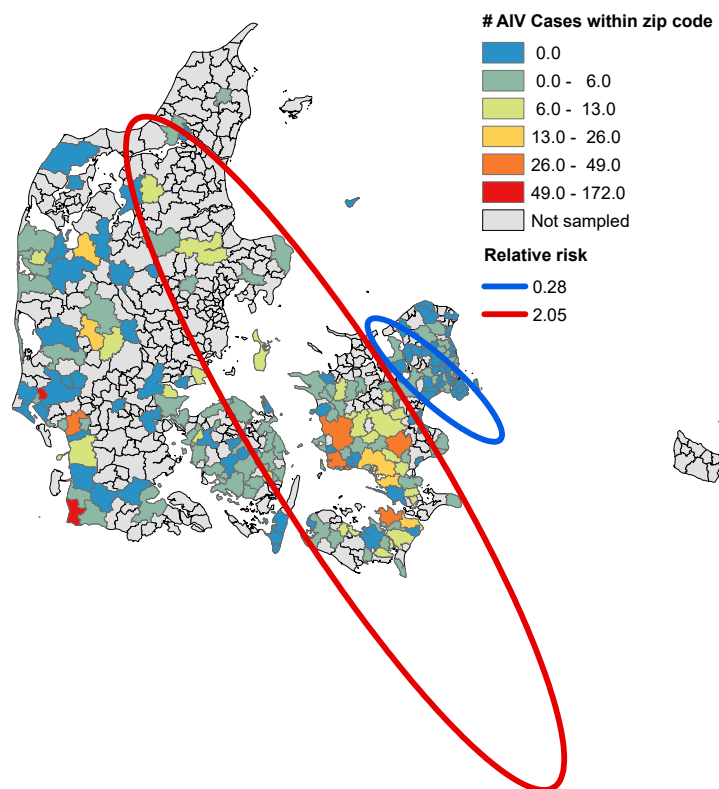 # AIV Cases within zip code
0.0
0.0 - 6.0
6.0 - 13.0
13.0 - 26.0
26.0 - 49.0
49.0 - 172.0
Not sampled
Relative risk
0.28
2.05